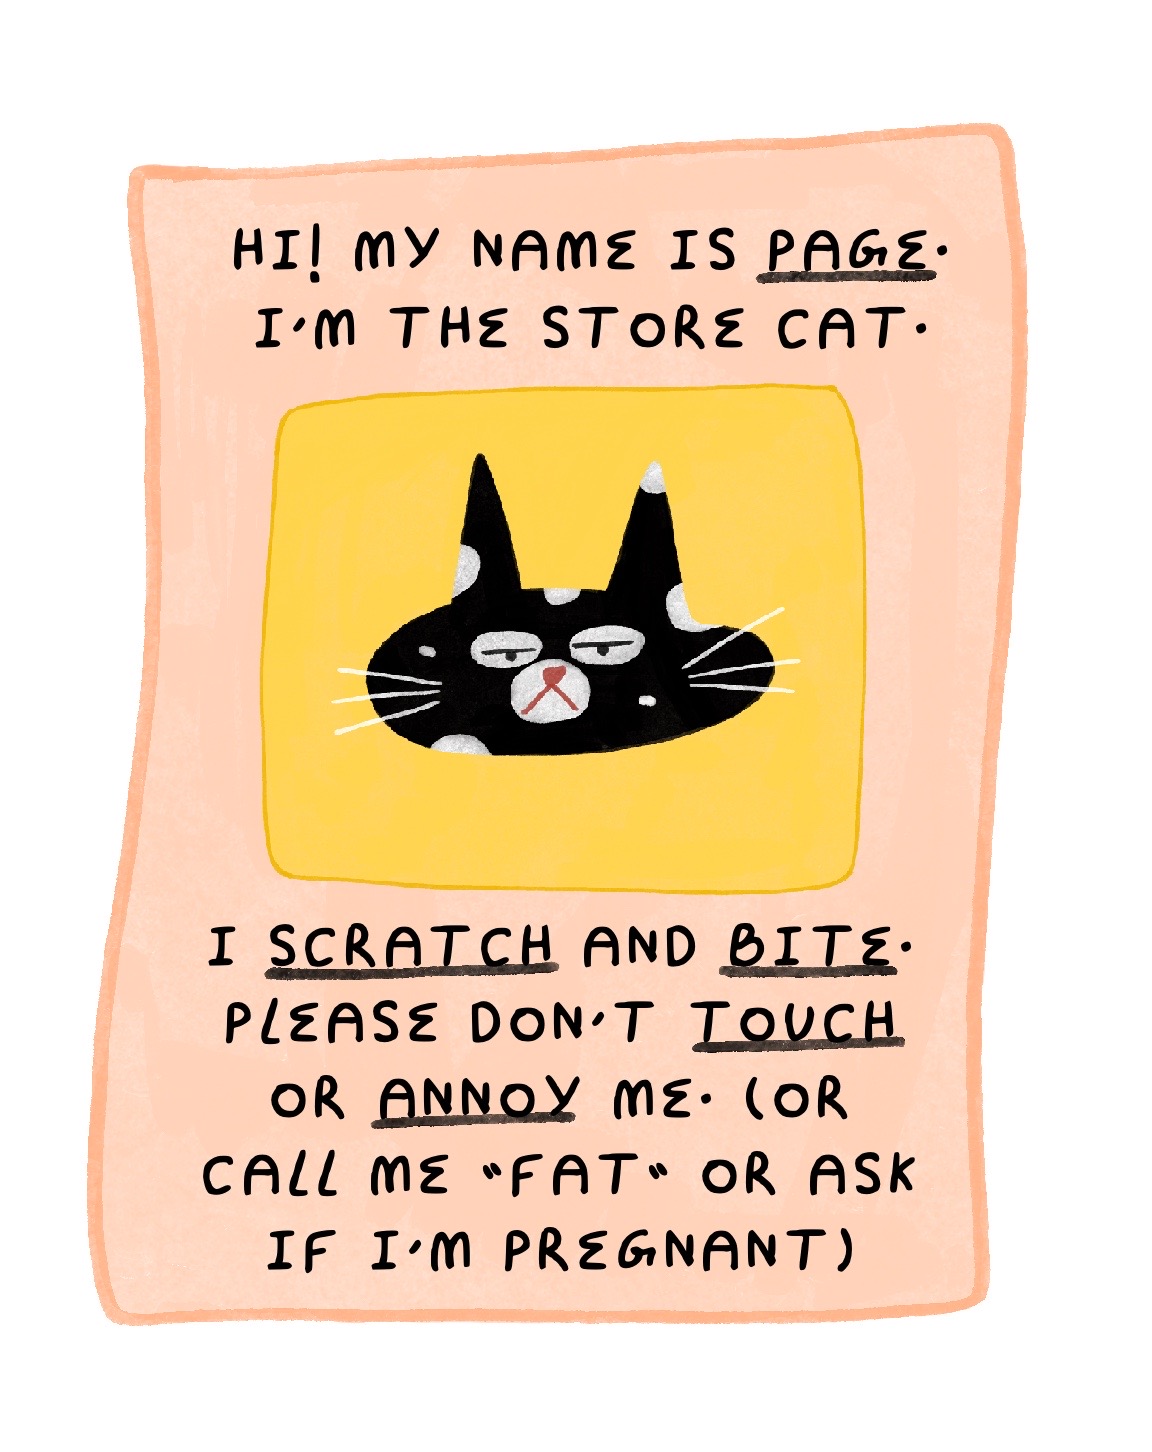 HI! MY NAME IS PAGE.
I'M THE STORE CAT.
I SCRATCH AND BITE.
PLEASE DON'T TOUCH
OR ANNOY ME. (OR
CALL ME "FAT" OR ASK
IF I'M PREGNANT)